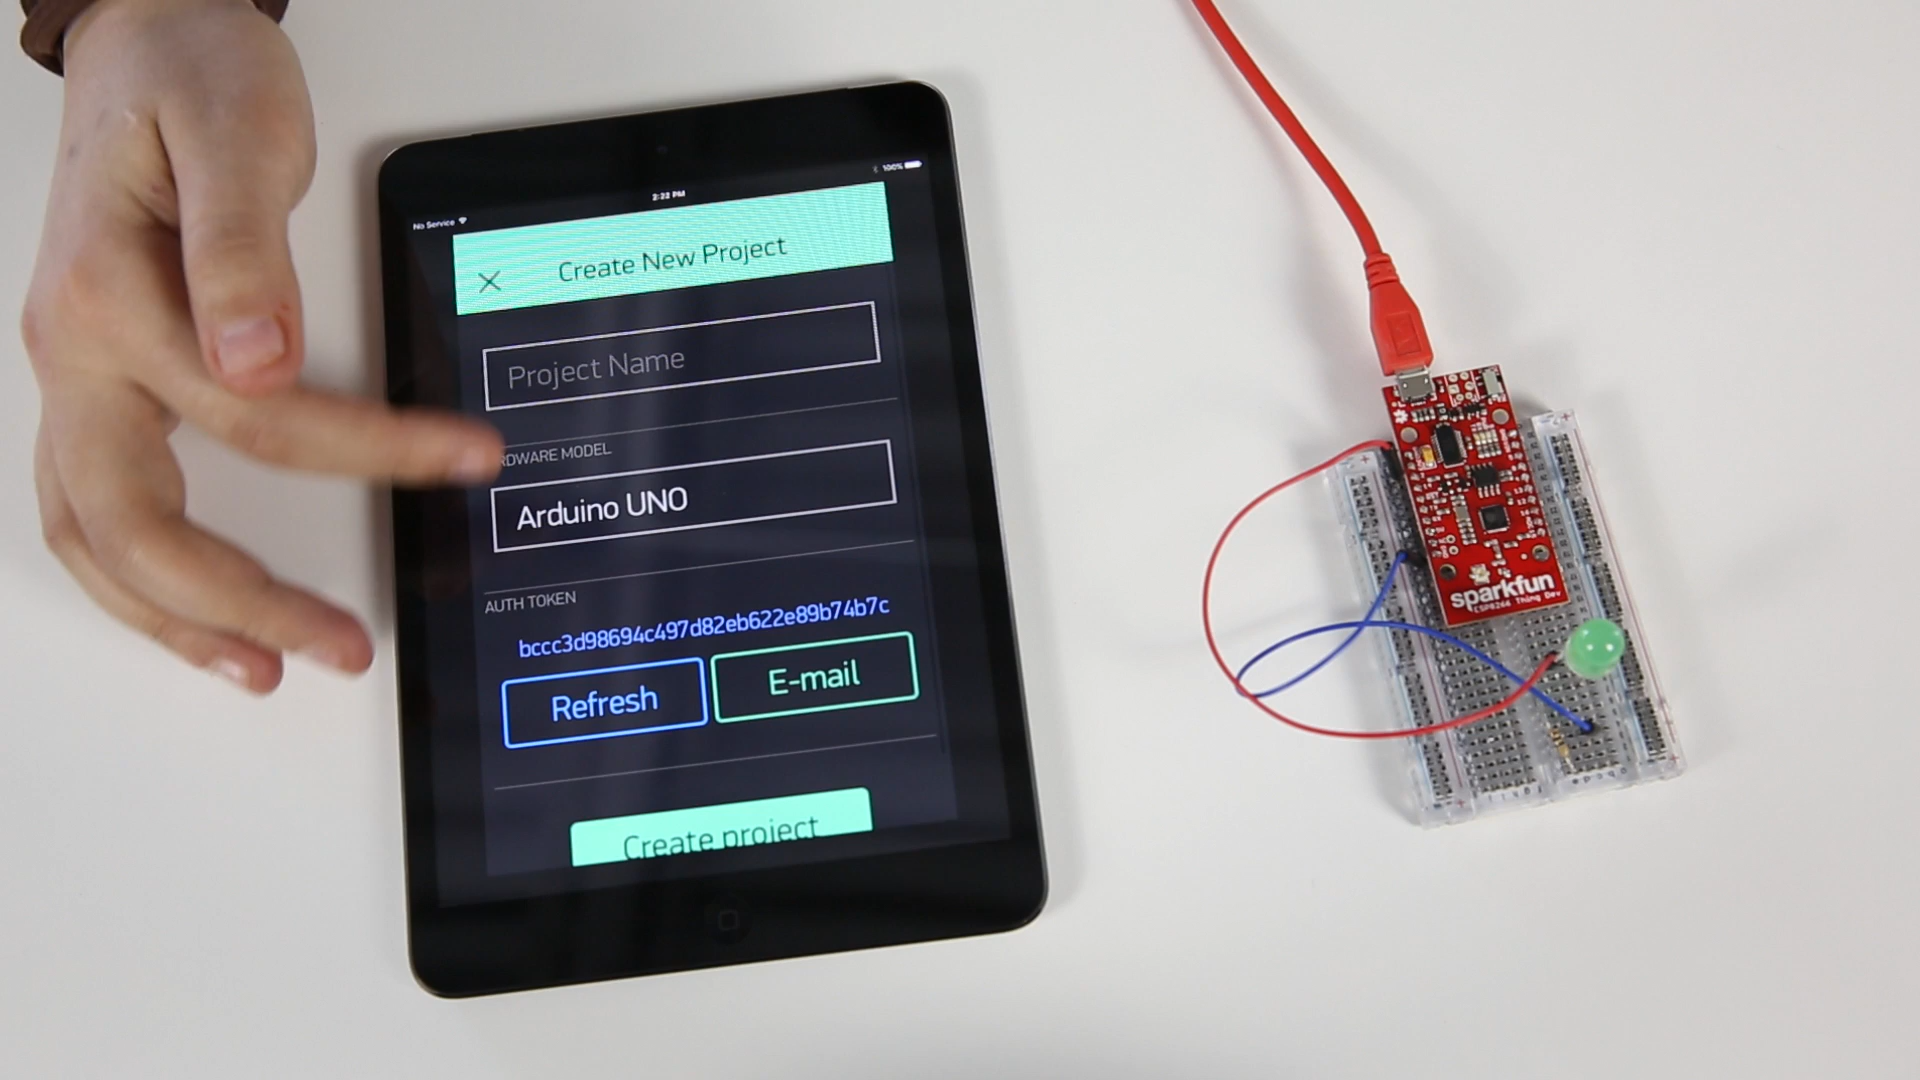 No Service
2:22 PM
100%
Create New Project
Project Name
RDWARE MODEL
Arduino UNO
AUTH TOKEN
bccc3d98694c497d82eb622e89b74b7c
Refresh
E-mail
Create project
sparkfun
ESP8266 Thing Dev